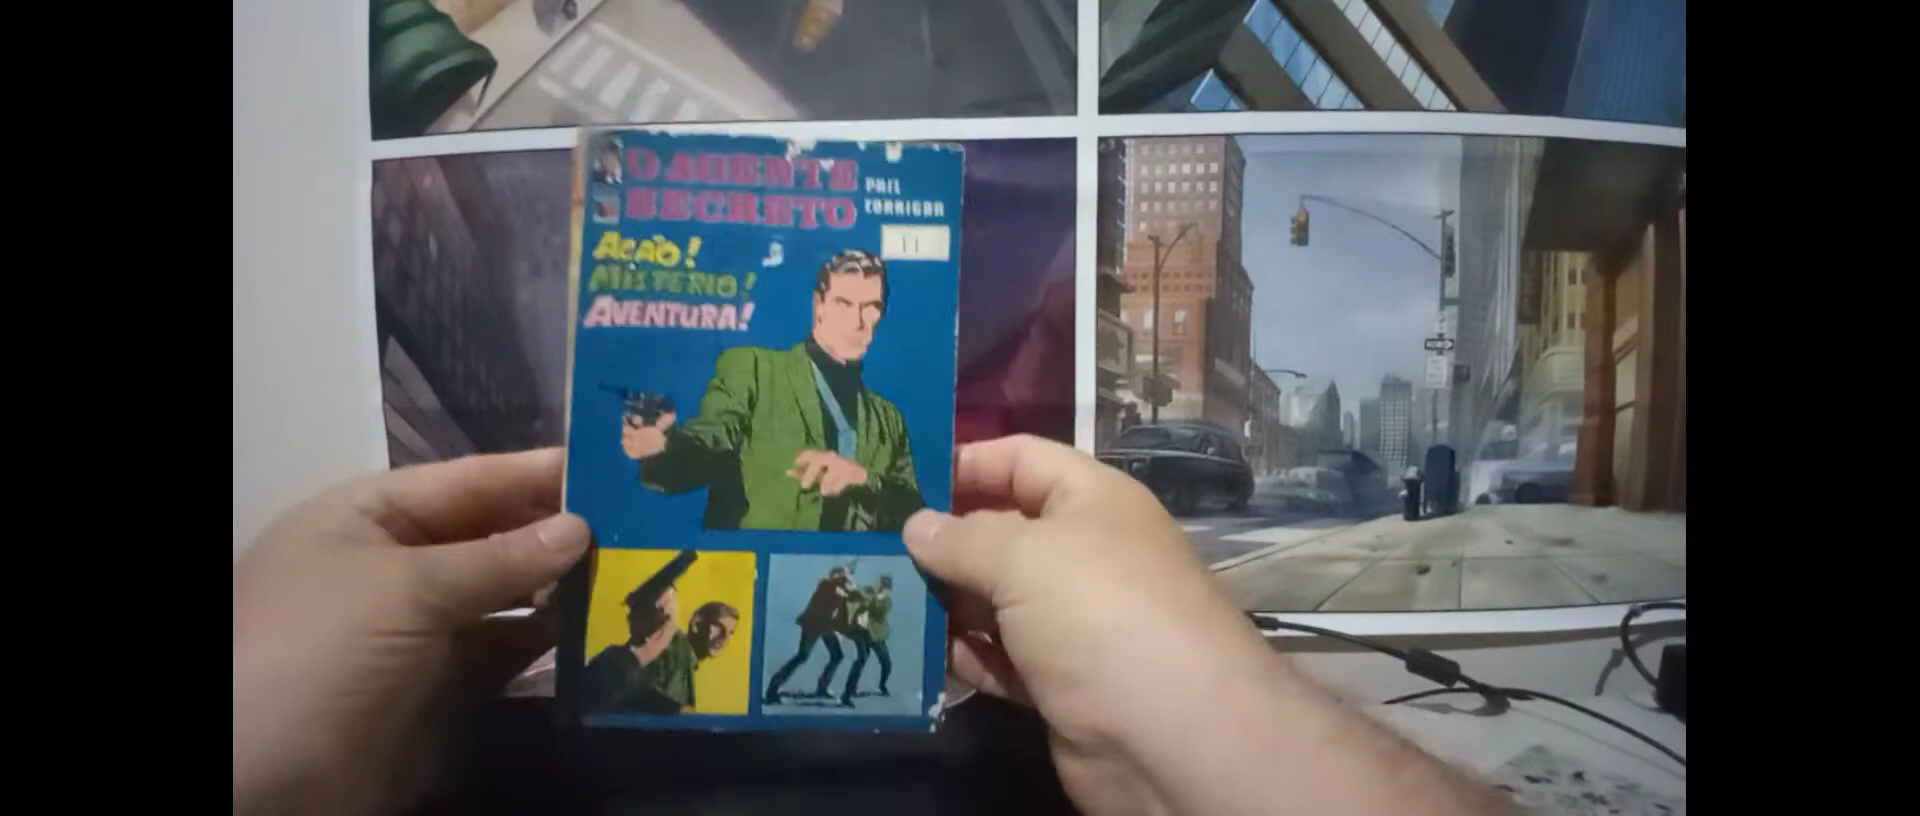 O AGENTE
SECRETO
PHIL
CORRIGAN
AÇÃO!
MISTÉRIO!
AVENTURA!